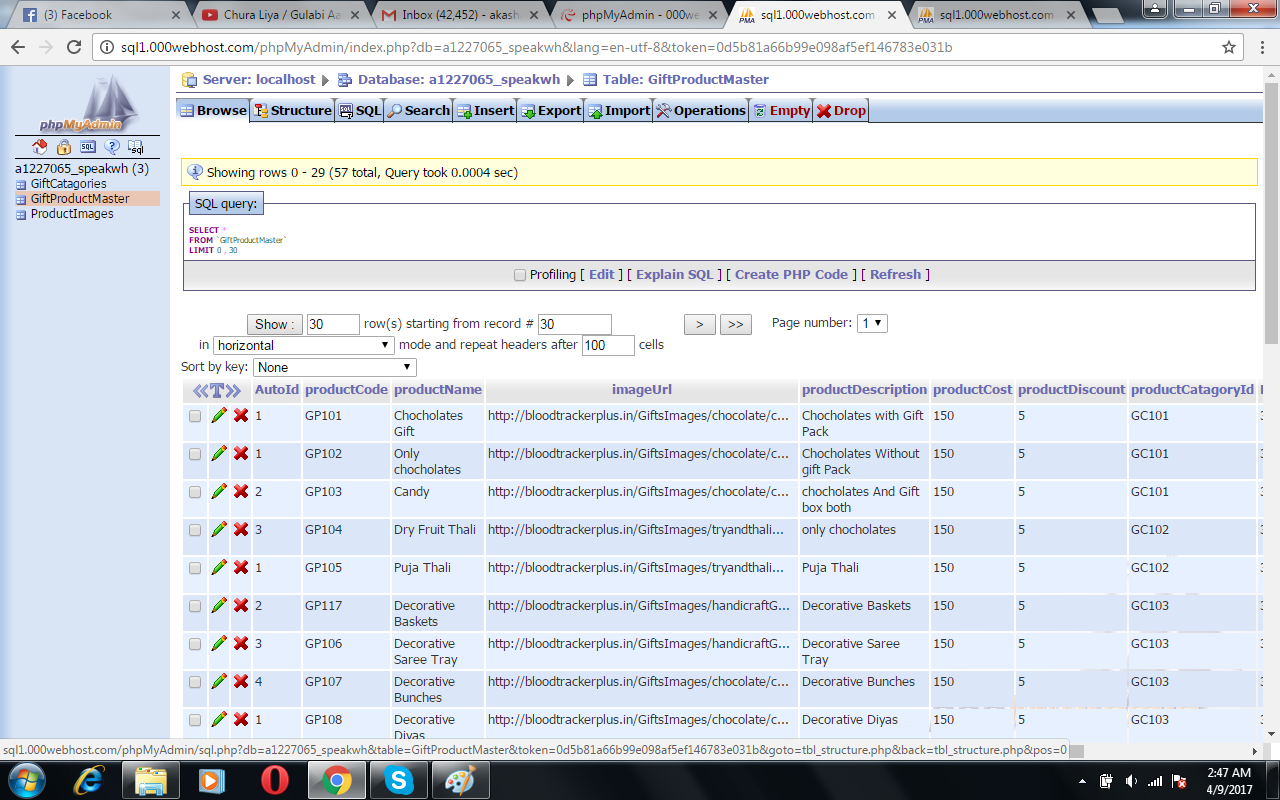 (3) Facebook
Chura Liya / Gulabi Aa
Inbox (42,452) - akash
phpMyAdmin - 000we
sql1.000webhost.com
sql1.000webhost.com
sql1.000webhost.com/phpMyAdmin/index.php?db=a1227065_speakwh&lang=en-utf-8&token=0d5b81a66b99e098af5ef146783e031b
phpMyAdmin
SQL sql
a1227065_speakwh (3)
GiftCatagories
GiftProductMaster
ProductImages
Server: localhost Database: a1227065_speakwh Table: GiftProductMaster
Browse Structure SQL Search Insert Export Import Operations Empty Drop
Showing rows 0 - 29 (57 total, Query took 0.0004 sec)
SQL query:
SELECT *
FROM `GiftProductMaster`
LIMIT 0 , 30
Profiling [ Edit ] [ Explain SQL ] [ Create PHP Code ] [ Refresh ]
Show : 30 row(s) starting from record # 30 > >> Page number: 1
in horizontal mode and repeat headers after 100 cells
Sort by key: None
T AutoId productCode productName imageUrl productDescription productCost productDiscount productCatagoryId
1 GP101 Chocholates Gift http://bloodtrackerplus.in/GiftsImages/chocolate/c... Chocholates with Gift Pack 150 5 GC101
1 GP102 Only chocholates http://bloodtrackerplus.in/GiftsImages/chocolate/c... Chocholates Without gift Pack 150 5 GC101
2 GP103 Candy http://bloodtrackerplus.in/GiftsImages/chocolate/c... chocholates And Gift box both 150 5 GC101
3 GP104 Dry Fruit Thali http://bloodtrackerplus.in/GiftsImages/tryandthali... only chocholates 150 5 GC102
1 GP105 Puja Thali http://bloodtrackerplus.in/GiftsImages/tryandthali... Puja Thali 150 5 GC102
2 GP117 Decorative Baskets http://bloodtrackerplus.in/GiftsImages/handicraftG... Decorative Baskets 150 5 GC103
3 GP106 Decorative Saree Tray http://bloodtrackerplus.in/GiftsImages/handicraftG... Decorative Saree Tray 150 5 GC103
4 GP107 Decorative Bunches http://bloodtrackerplus.in/GiftsImages/chocolate/c... Decorative Bunches 150 5 GC103
1 GP108 Decorative Divas http://bloodtrackerplus.in/GiftsImages/chocolate/c... Decorative Diyas 150 5 GC103
sql1.000webhost.com/phpMyAdmin/sql.php?db=a1227065_speakwh&table=GiftProductMaster&token=0d5b81a66b99e098af5ef146783e031b&goto=tbl_structure.php&back=tbl_structure.php&pos=0
2:47 AM
4/9/2017